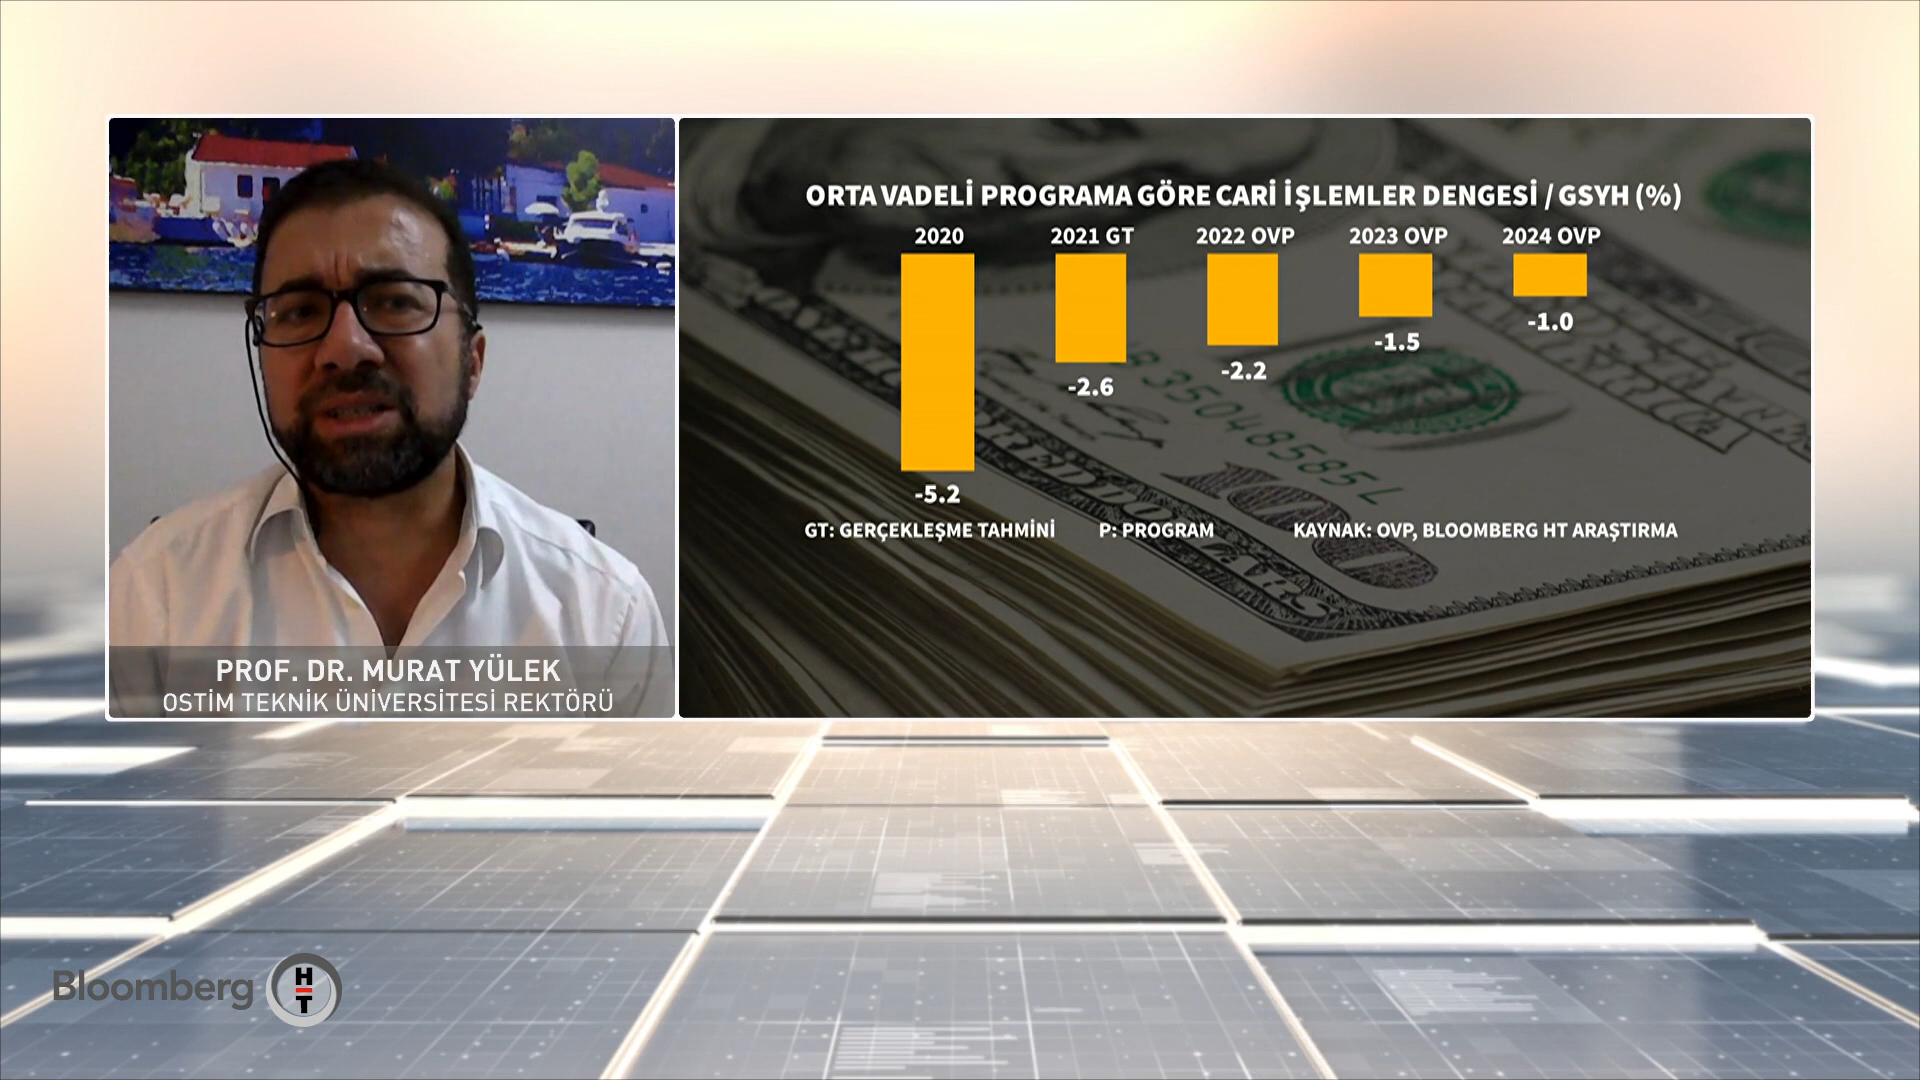 ORTA VADELİ PROGRAMA GÖRE CARİ İŞLEMLER DENGESİ / GSYH (%)
2020 2021 GT 2022 OVP 2023 OVP 2024 OVP
-5.2 -2.6 -2.2 -1.5 -1.0
GT: GERÇEKLEŞME TAHMİNİ P: PROGRAM KAYNAK: OVP, BLOOMBERG HT ARAŞTIRMA
PROF. DR. MURAT YÜLEK
OSTİM TEKNİK ÜNİVERSİTESİ REKTÖRÜ
Bloomberg HT